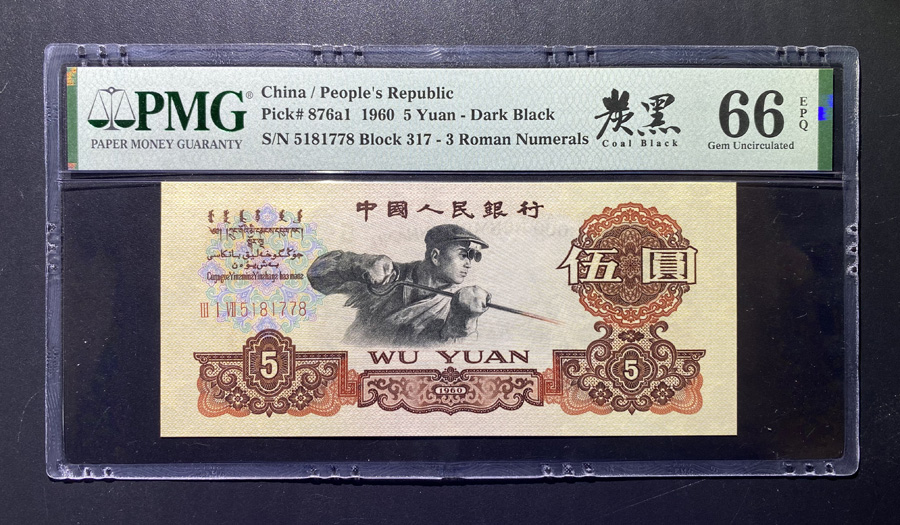 PMG®
PAPER MONEY GUARANTY
China / People's Republic
Pick# 876a1 1960 5 Yuan - Dark Black
S/N 5181778 Block 317 - 3 Roman Numerals
炭黑
Coal Black
66
EPQ
Gem Uncirculated
中國人民銀行
伍圓
III I VII 5181778
5
WU YUAN
1960
5